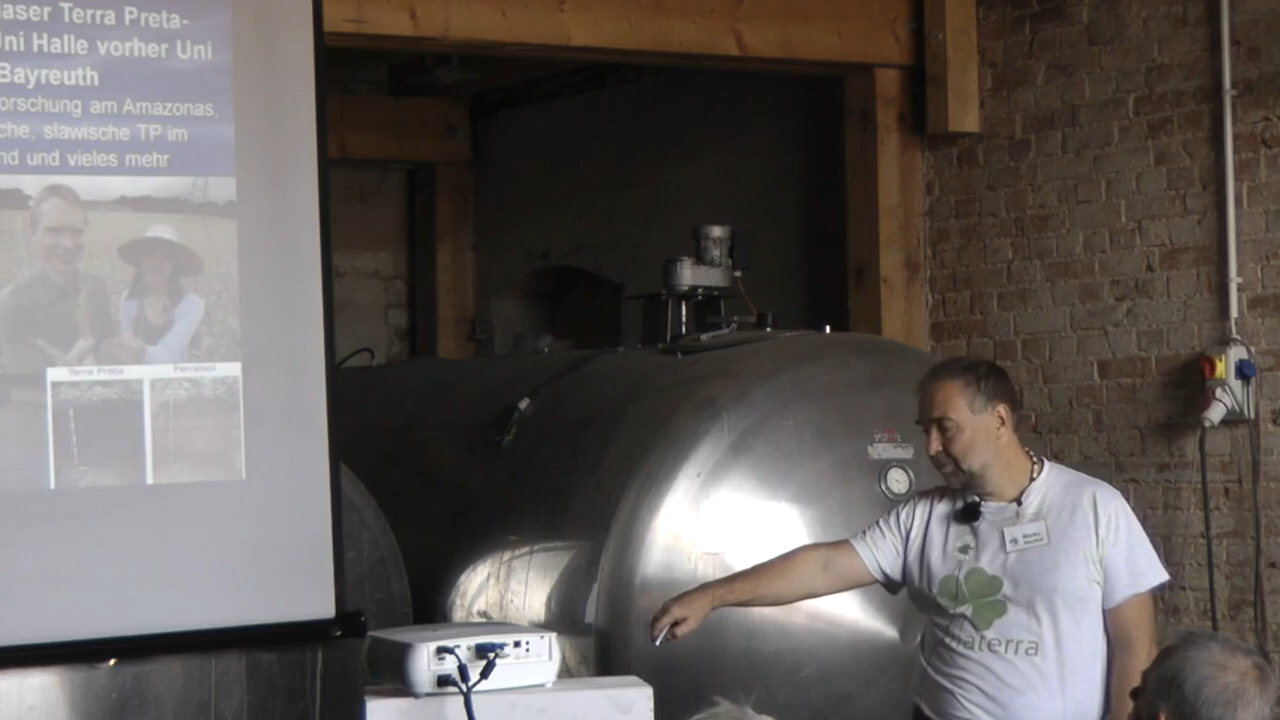 laser Terra Preta-
Uni Halle vorher Uni
Bayreuth
orschung am Amazonas,
che, slawische TP im
nd und vieles mehr
Terra Preta
Ferralsol
iaterra